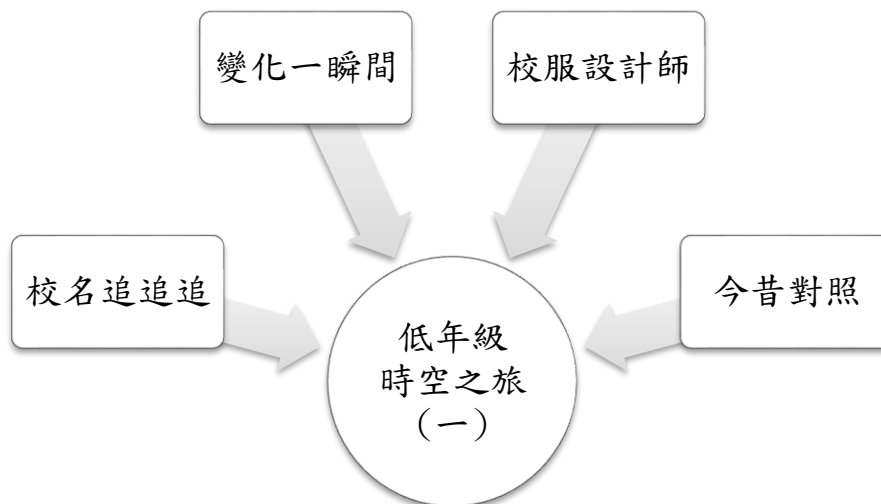 變化一瞬間
校服設計師
校名追追追
今昔對照
低年級
時空之旅
（一）